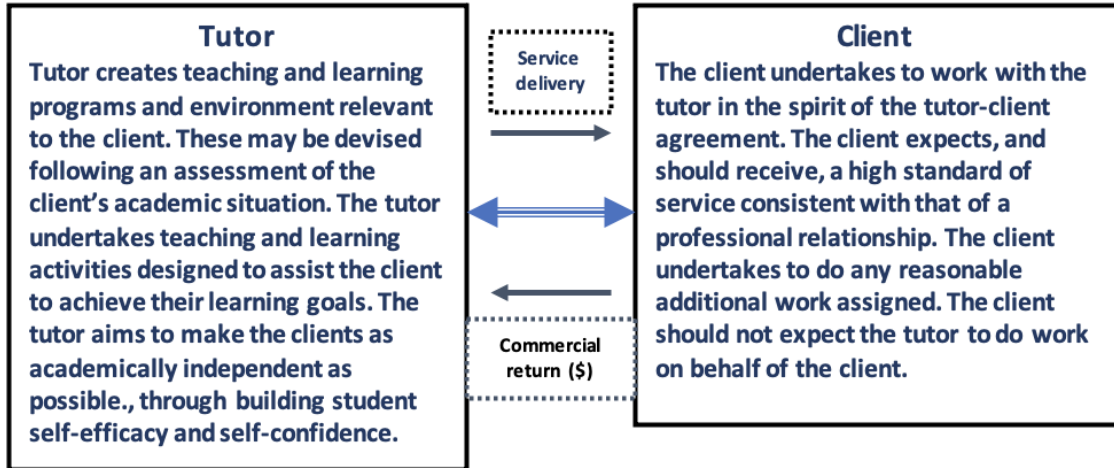 Tutor
Tutor creates teaching and learning
programs and environment relevant
to the client. These may be devised
following an assessment of the
client's academic situation. The tutor
undertakes teaching and learning
activities designed to assist the client
to achieve their learning goals. The
tutor aims to make the clients as
academically independent as
possible., through building student
self-efficacy and self-confidence.
Service
delivery
Commercial
return ($)
Client
The client undertakes to work with the
tutor in the spirit of the tutor-client
agreement. The client expects, and
should receive, a high standard of
service consistent with that of a
professional relationship. The client
undertakes to do any reasonable
additional work assigned. The client
should not expect the tutor to do work
on behalf of the client.